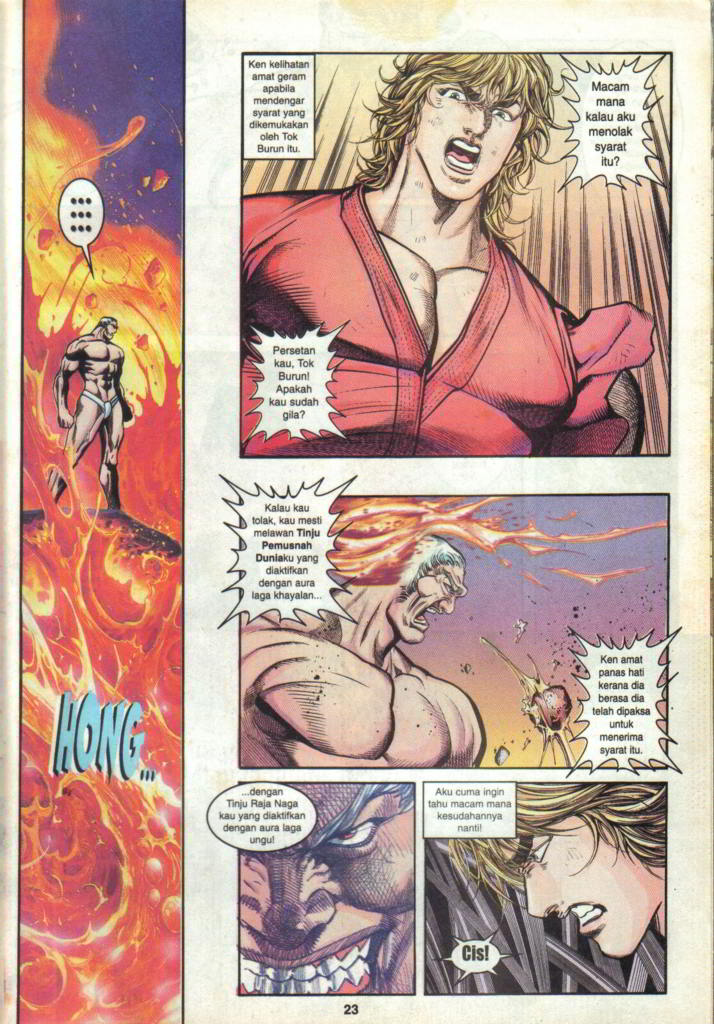 Ken kelihatan
amat geram
apabila
mendengar
syarat yang
dikemukakan
oleh Tok
Burun itu.
Macam
mana
kalau aku
menolak
syarat
itu?
Persetan
kau, Tok
Burun!
Apakah
kau sudah
gila?
Kalau kau
tolak, kau mesti
melawan Tinju
Pemusnah
Duniaku yang
diaktifkan
dengan aura
laga khayalan...
Ken amat
panas hati
kerana dia
berasa dia
telah dipaksa
untuk
menerima
syarat itu.
HONG...
...dengan
Tinju Raja Naga
kau yang diaktifkan
dengan aura laga
ungu!
Aku cuma ingin
tahu macam mana
kesudahannya
nanti!
Cis!
23